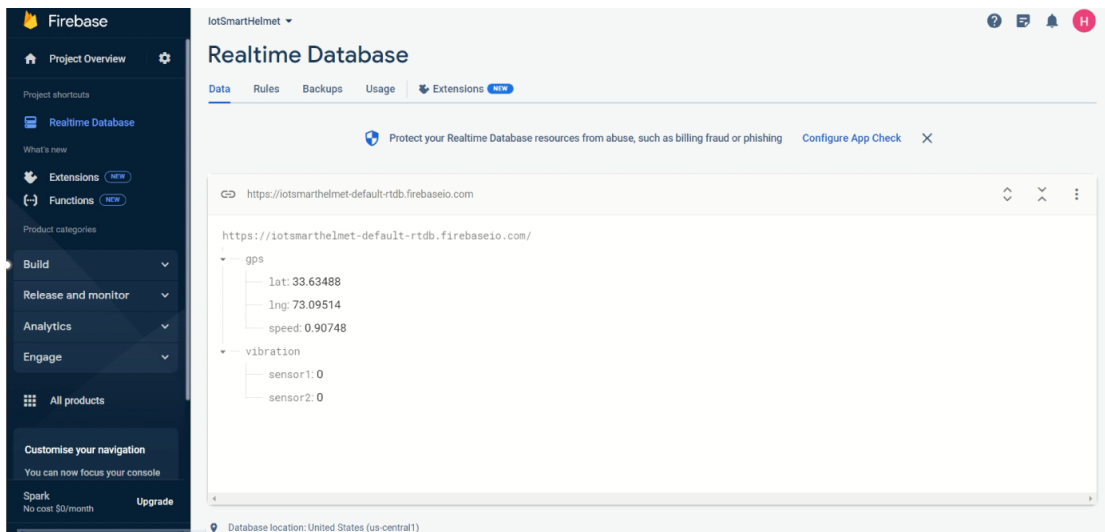 Firebase
Project Overview
Project shortcuts
Realtime Database
What's new
Extensions NEW
Functions NEW
Product categories
Build
Release and monitor
Analytics
Engage
All products
Customise your navigation
You can now focus your console
Spark
No cost $0/month
Upgrade
IotSmartHelmet
H
Realtime Database
Data Rules Backups Usage Extensions NEW
Protect your Realtime Database resources from abuse, such as billing fraud or phishing Configure App Check
https://iotsmarthelmet-default-rtdb.firebaseio.com
https://iotsmarthelmet-default-rtdb.firebaseio.com/
gps
lat: 33.63488
lng: 73.09514
speed: 0.90748
vibration
sensor1: 0
sensor2: 0
Database location: United States (us-central1)